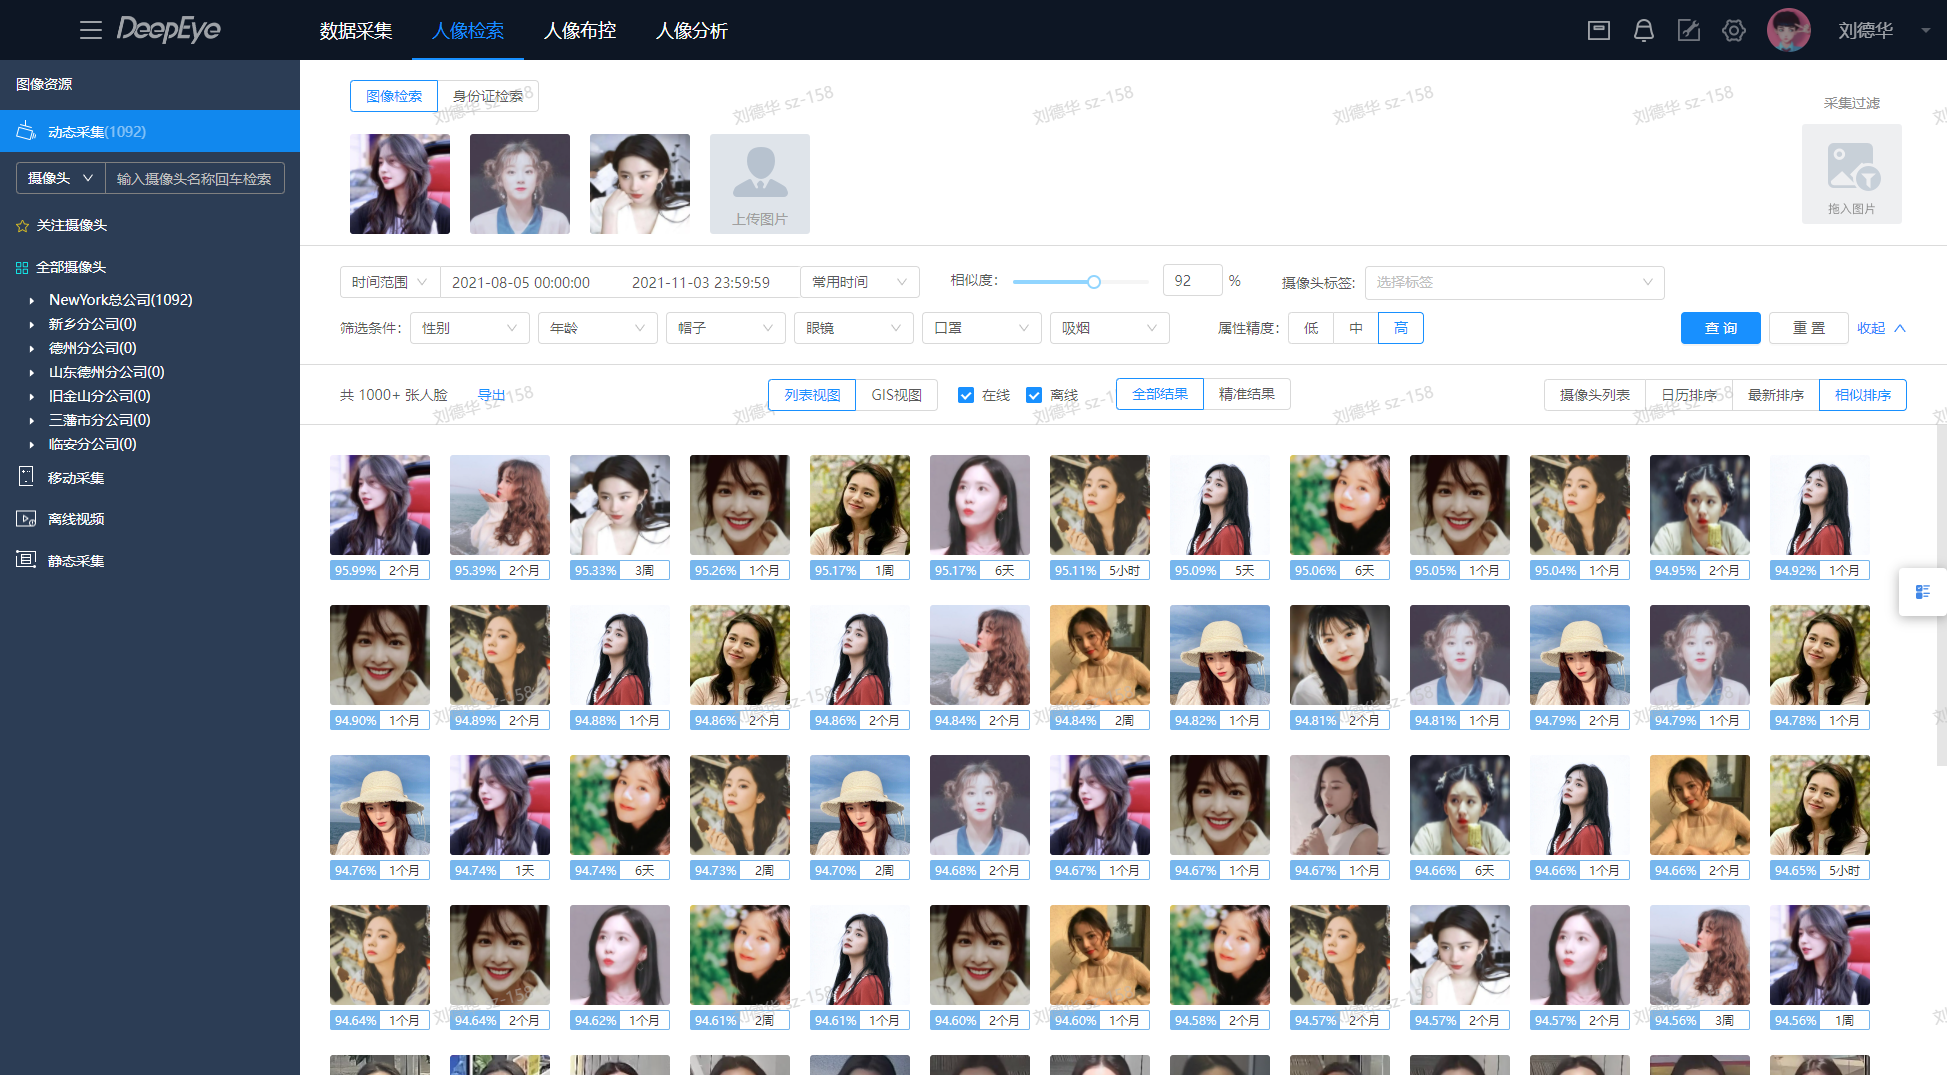 DeepEye 数据采集 人像检索 人像布控 人像分析 刘德华
图像资源
动态采集(1092)
摄像头 输入摄像头名称回车检索
关注摄像头
全部摄像头
NewYork总公司(1092)
新乡分公司(0)
德州分公司(0)
山东德州分公司(0)
旧金山分公司(0)
三藩市分公司(0)
临安分公司(0)
移动采集
离线视频
静态采集
图像检索 身份证检索
刘德华 sz-158 刘德华 sz-158 刘德华 sz-158 刘德华 sz-158 刘德华 sz-158
采集过滤
上传图片
拖入图片
时间范围 2021-08-05 00:00:00 2021-11-03 23:59:59 常用时间 相似度: 92 % 摄像头标签: 选择标签
筛选条件: 性别 年龄 帽子 眼镜 口罩 吸烟 属性精度: 低 中 高 查 询 重 置 收起
共 1000+ 张人脸 导出 列表视图 GIS视图 在线 离线 全部结果 精准结果 摄像头列表 日历排序 最新排序 相似排序
95.99% 2个月 95.39% 2个月 95.33% 3周 95.26% 1个月 95.17% 1周 95.17% 6天 95.11% 5小时 95.09% 5天 95.06% 6天 95.05% 1个月 95.04% 1个月 94.95% 2个月 94.92% 1个月
94.90% 1个月 94.89% 2个月 94.88% 1个月 94.86% 2个月 94.86% 2个月 94.84% 2个月 94.84% 2周 94.82% 1个月 94.81% 2个月 94.81% 1个月 94.79% 2个月 94.79% 1个月 94.78% 1个月
94.76% 1个月 94.74% 1天 94.74% 6天 94.73% 2周 94.70% 2周 94.68% 2个月 94.67% 1个月 94.67% 1个月 94.67% 1个月 94.66% 6天 94.66% 1个月 94.66% 2个月 94.65% 5小时
94.64% 1个月 94.64% 2个月 94.62% 1个月 94.61% 2周 94.61% 1个月 94.60% 2个月 94.60% 1个月 94.58% 2个月 94.57% 2个月 94.57% 2个月 94.57% 2个月 94.56% 3周 94.56% 1周